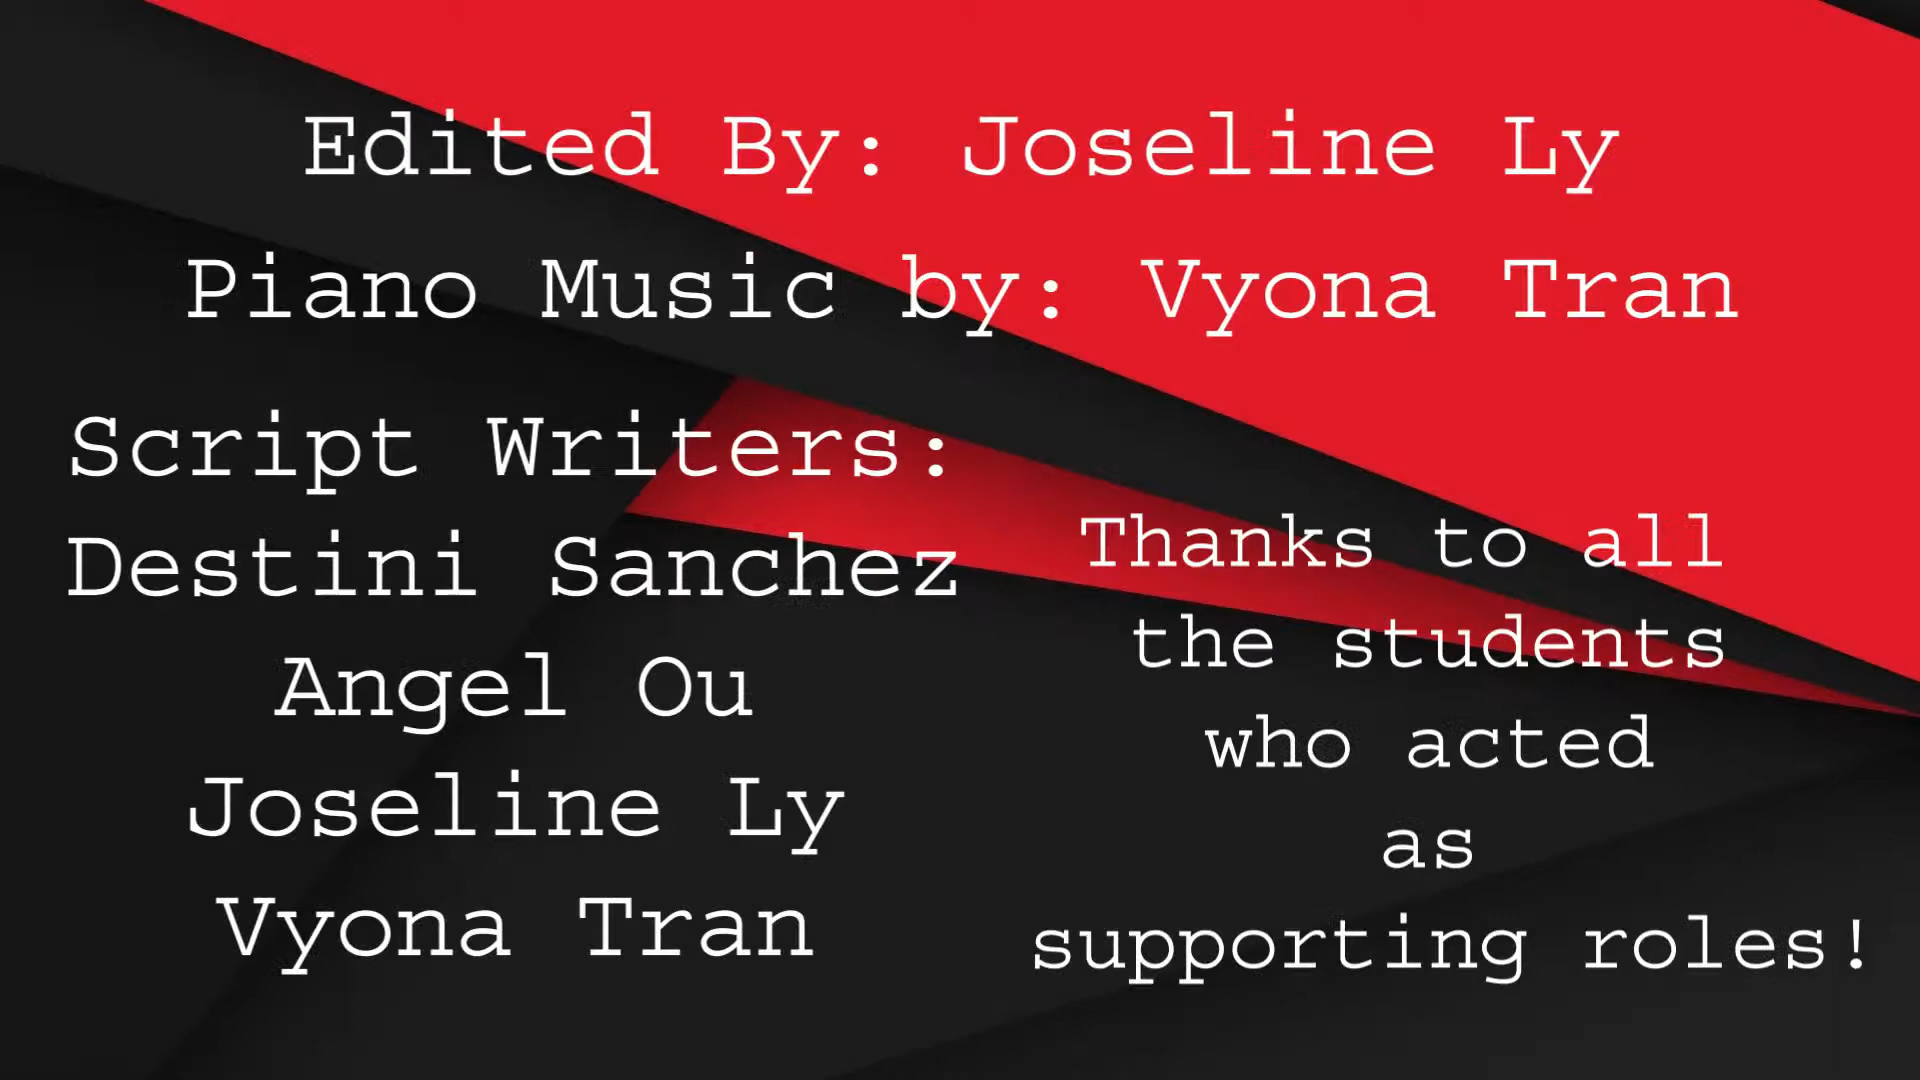 Edited By: Joseline Ly
Piano Music by: Vyona Tran
Script Writers:
Destini Sanchez
Angel Ou
Joseline Ly
Vyona Tran
Thanks to all
the students
who acted
as
supporting roles!